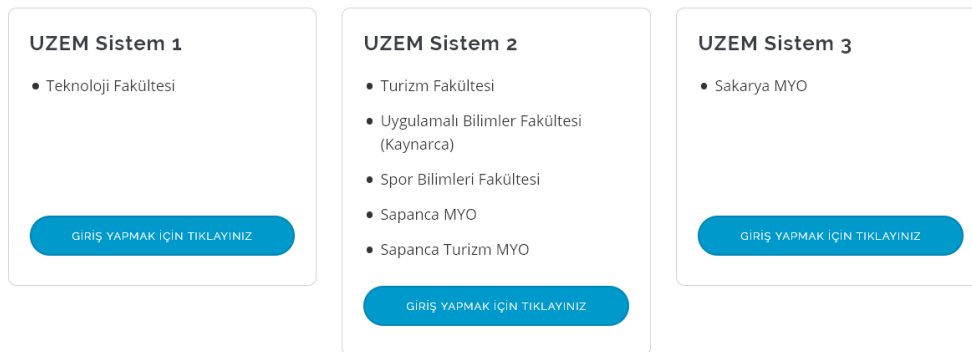 UZEM Sistem 1
Teknoloji Fakültesi
GİRİŞ YAPMAK İÇİN TIKLAYINIZ
UZEM Sistem 2
Turizm Fakültesi
Uygulamalı Bilimler Fakültesi
(Kaynarca)
Spor Bilimleri Fakültesi
Sapanca MYO
Sapanca Turizm MYO
GİRİŞ YAPMAK İÇİN TIKLAYINIZ
UZEM Sistem 3
Sakarya MYO
GİRİŞ YAPMAK İÇİN TIKLAYINIZ